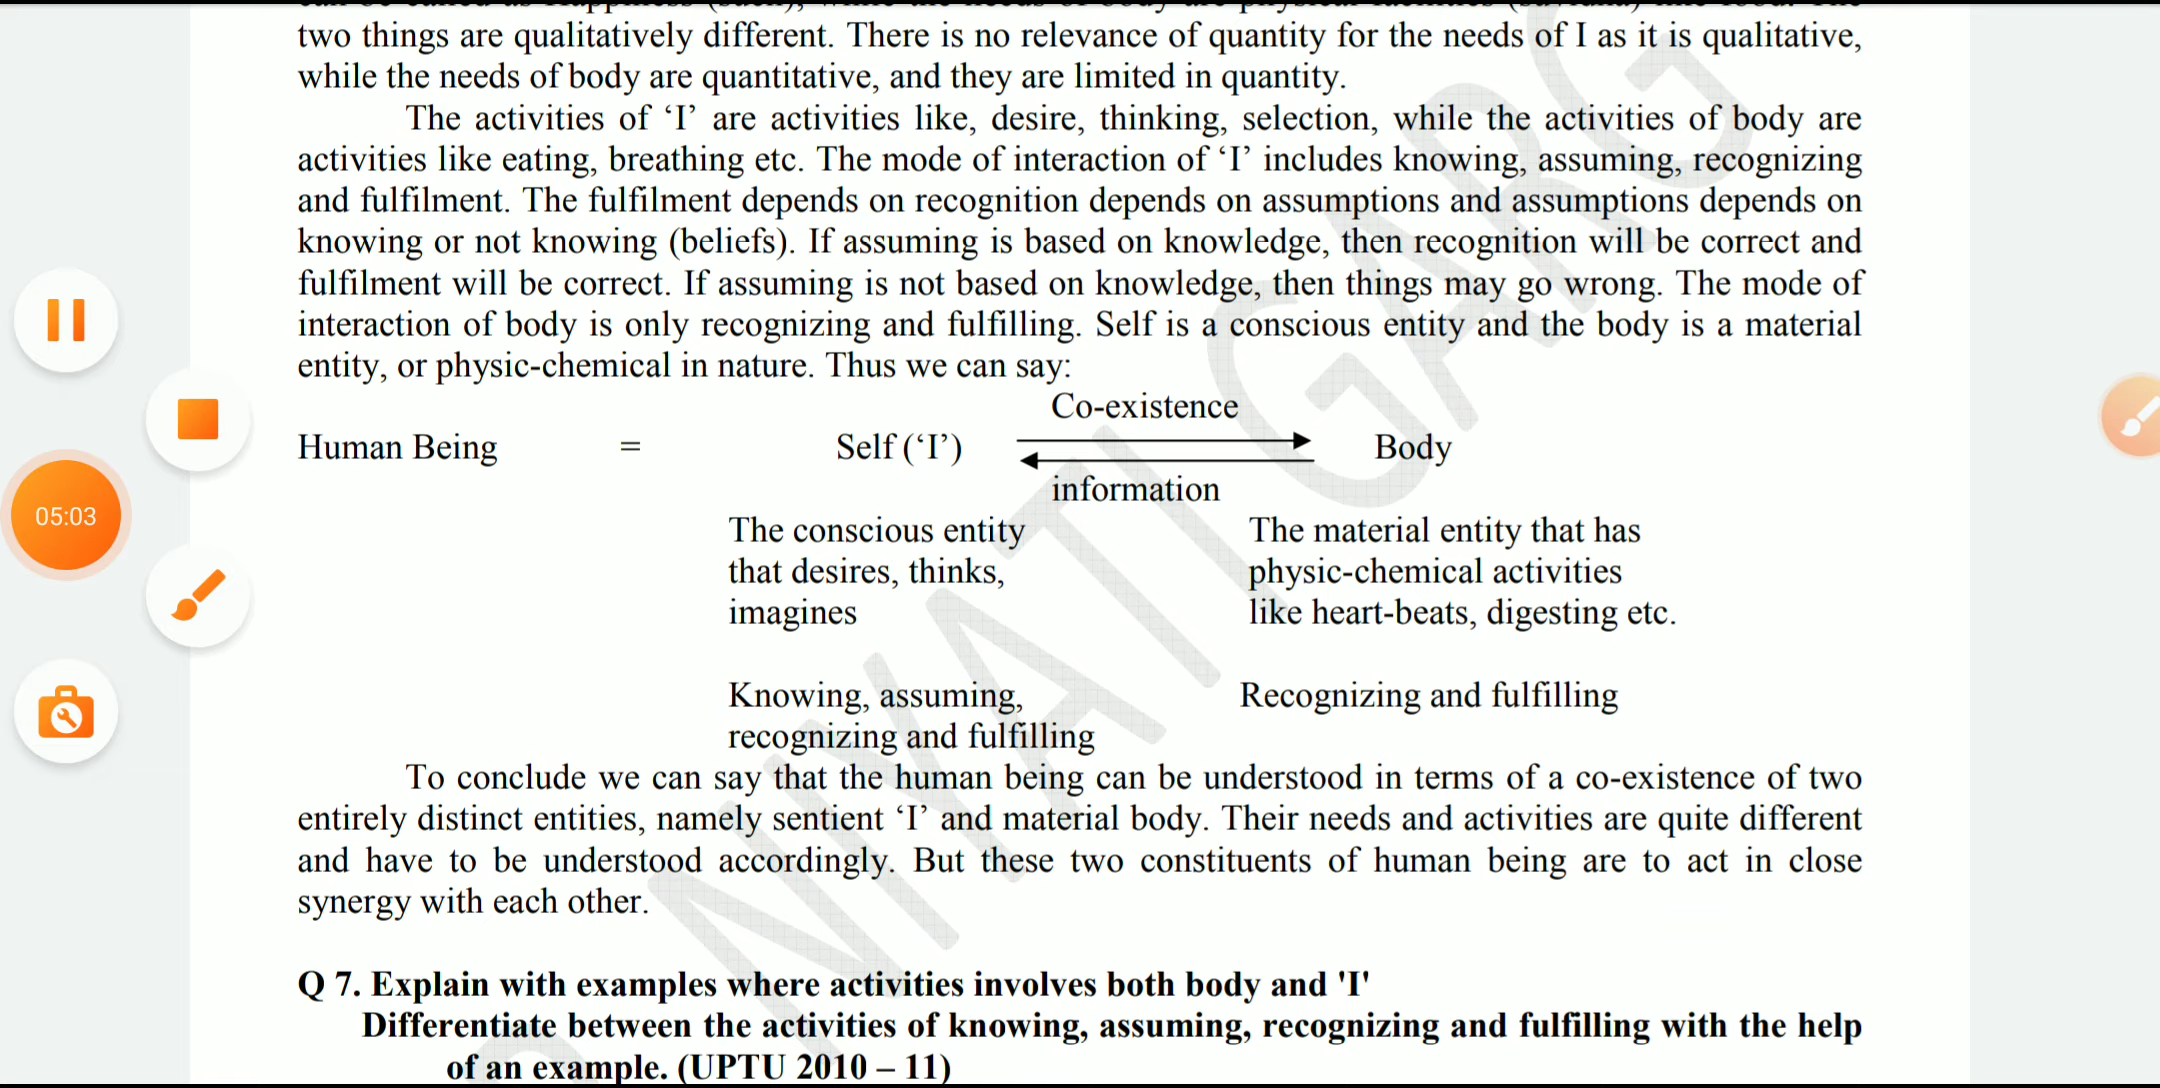 two things are qualitatively different. There is no relevance of quantity for the needs of I as it is qualitative,
while the needs of body are quantitative, and they are limited in quantity.
The activities of ‘I’ are activities like, desire, thinking, selection, while the activities of body are
activities like eating, breathing etc. The mode of interaction of ‘I’ includes knowing, assuming, recognizing
and fulfilment. The fulfilment depends on recognition depends on assumptions and assumptions depends on
knowing or not knowing (beliefs). If assuming is based on knowledge, then recognition will be correct and
fulfilment will be correct. If assuming is not based on knowledge, then things may go wrong. The mode of
interaction of body is only recognizing and fulfilling. Self is a conscious entity and the body is a material
entity, or physic-chemical in nature. Thus we can say:
Co-existence
Human Being = Self (‘I’) Body
information
The conscious entity The material entity that has
that desires, thinks, physic-chemical activities
imagines like heart-beats, digesting etc.
Knowing, assuming, Recognizing and fulfilling
recognizing and fulfilling
To conclude we can say that the human being can be understood in terms of a co-existence of two
entirely distinct entities, namely sentient ‘I’ and material body. Their needs and activities are quite different
and have to be understood accordingly. But these two constituents of human being are to act in close
synergy with each other.
Q 7. Explain with examples where activities involves both body and 'I'
Differentiate between the activities of knowing, assuming, recognizing and fulfilling with the help
of an example. (UPTU 2010 – 11)
05:03
NIYATI GARG